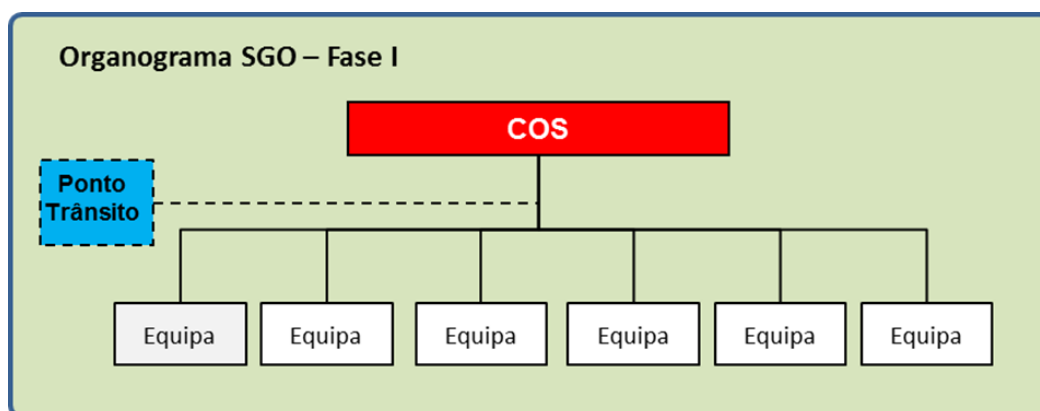 Organograma SGO – Fase I
COS
Ponto
Trânsito
Equipa
Equipa
Equipa
Equipa
Equipa
Equipa